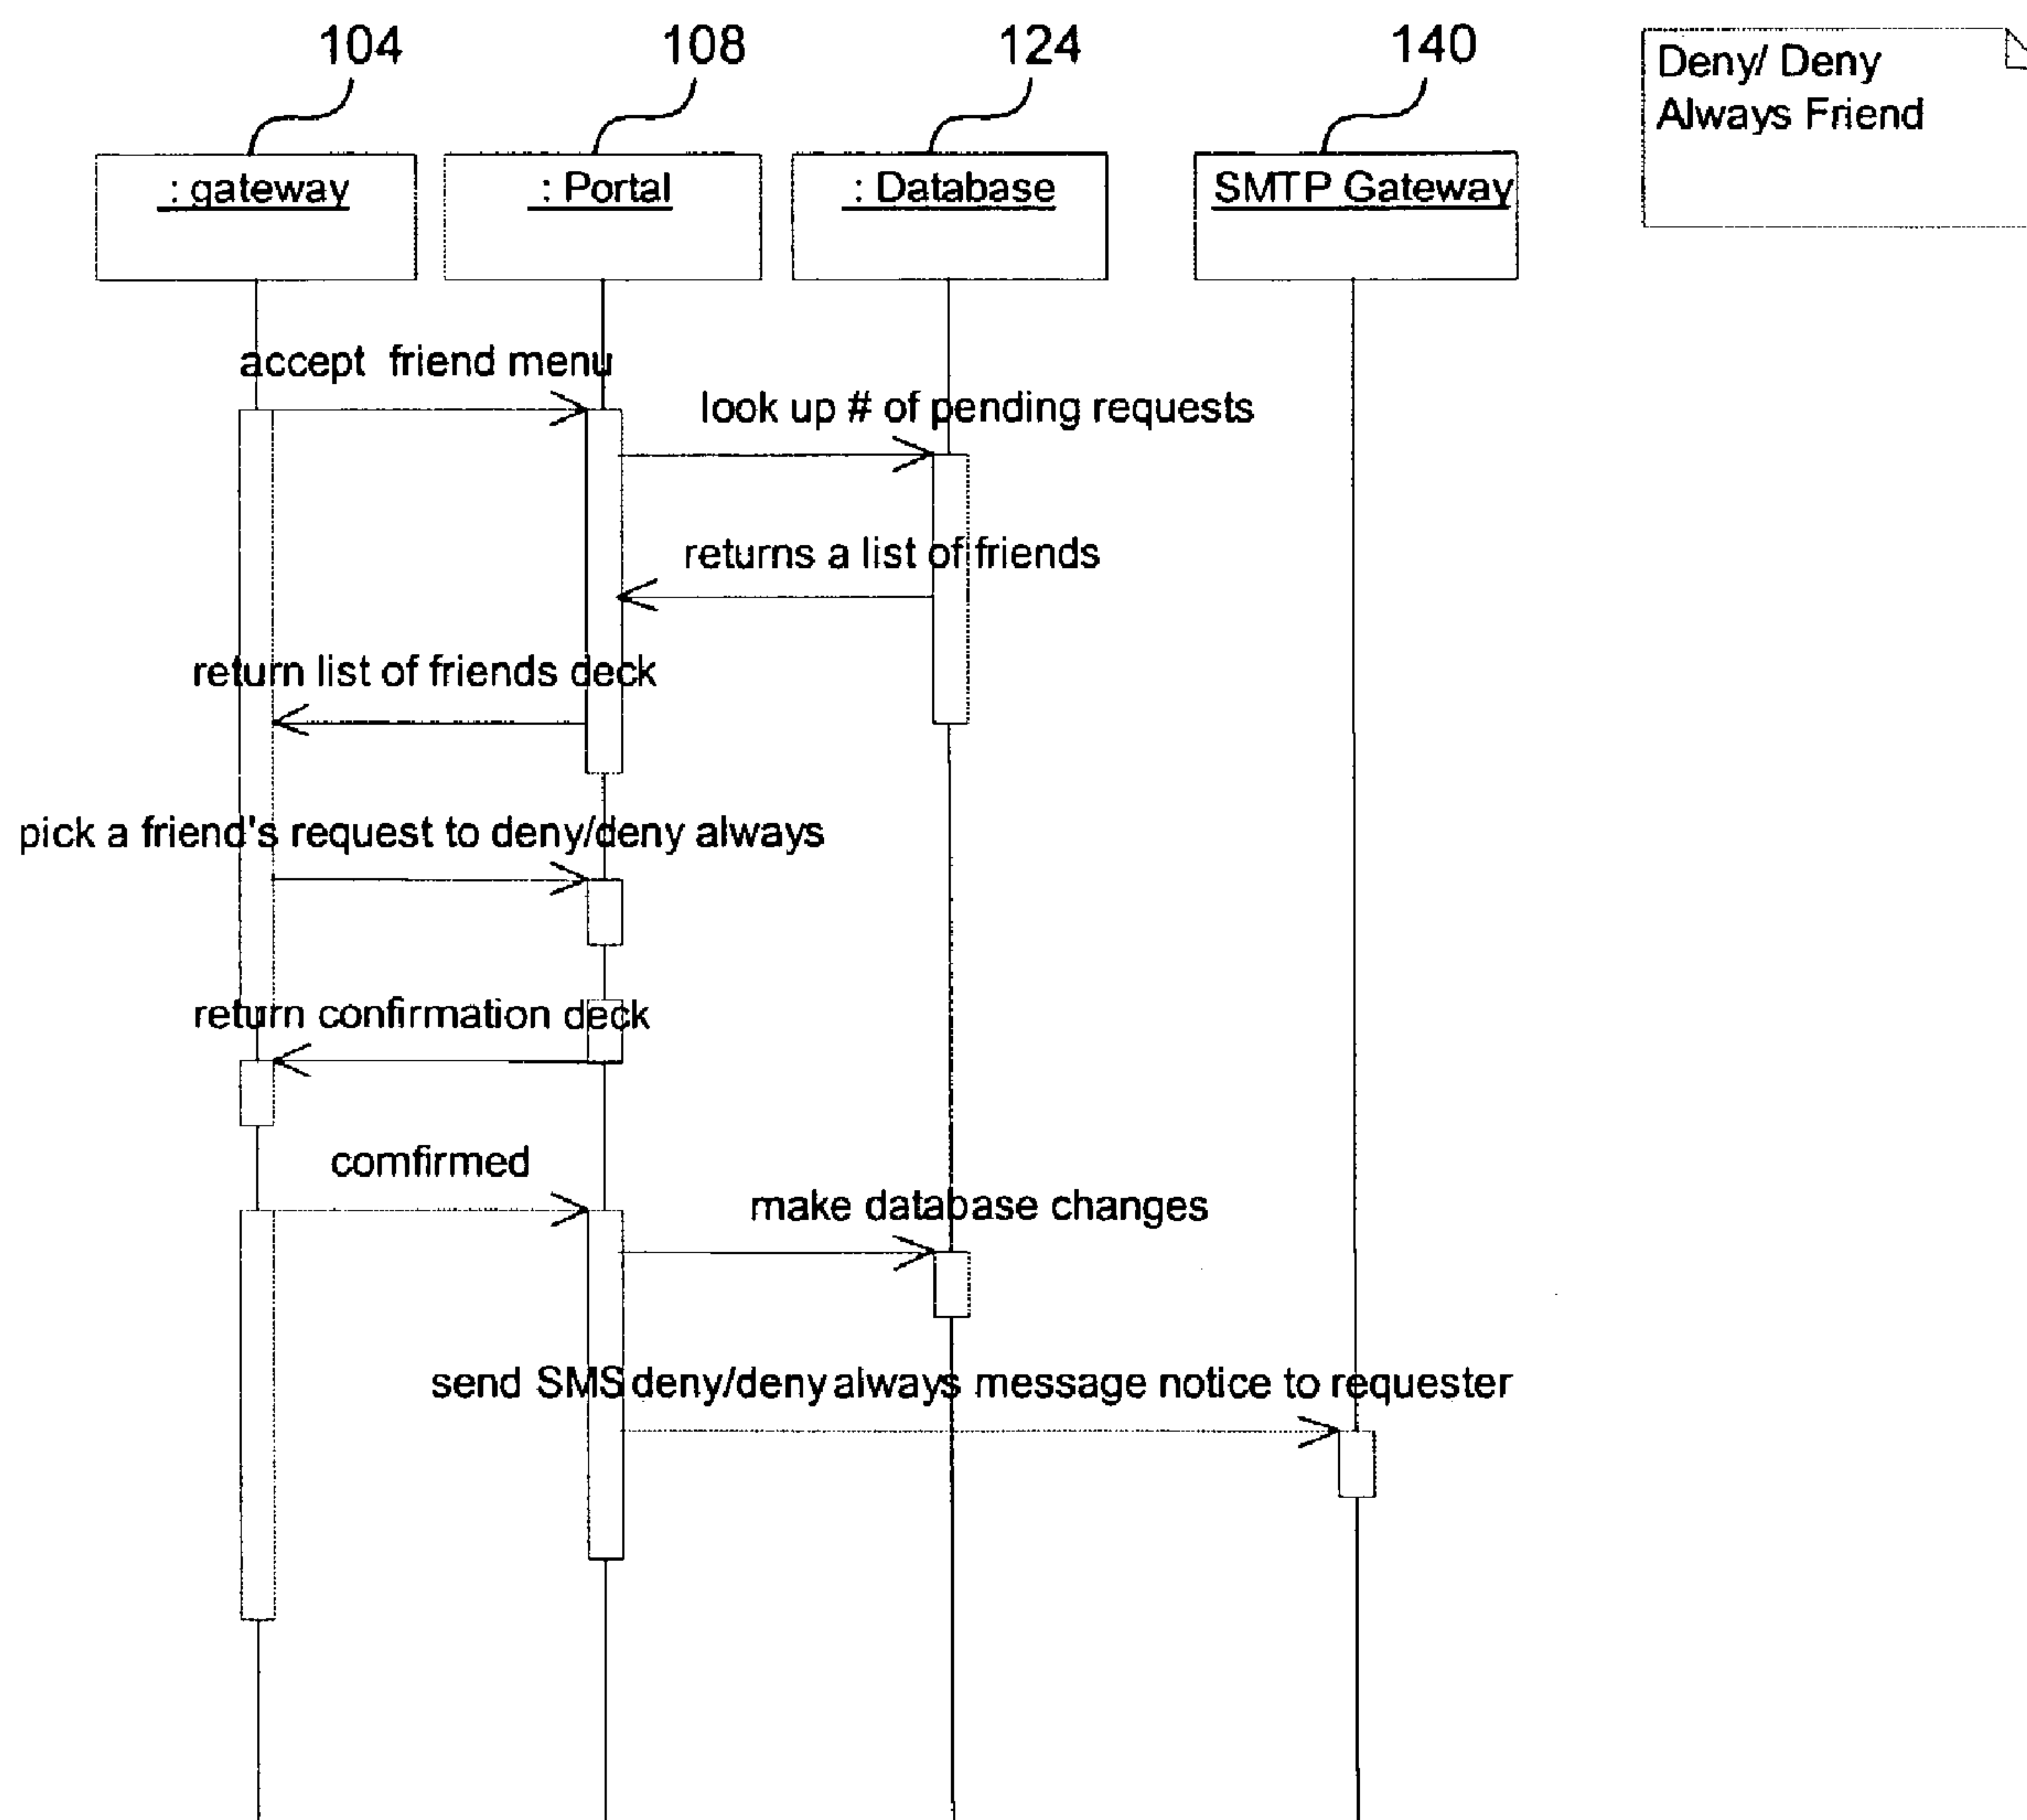 104
108
124
140
Deny/ Deny
Always Friend
: gateway
: Portal
: Database
SMTP Gateway
accept friend menu
look up # of pending requests
returns a list of friends
return list of friends deck
pick a friend's request to deny/deny always
return confirmation deck
comfirmed
make database changes
send SMS deny/deny always message notice to requester